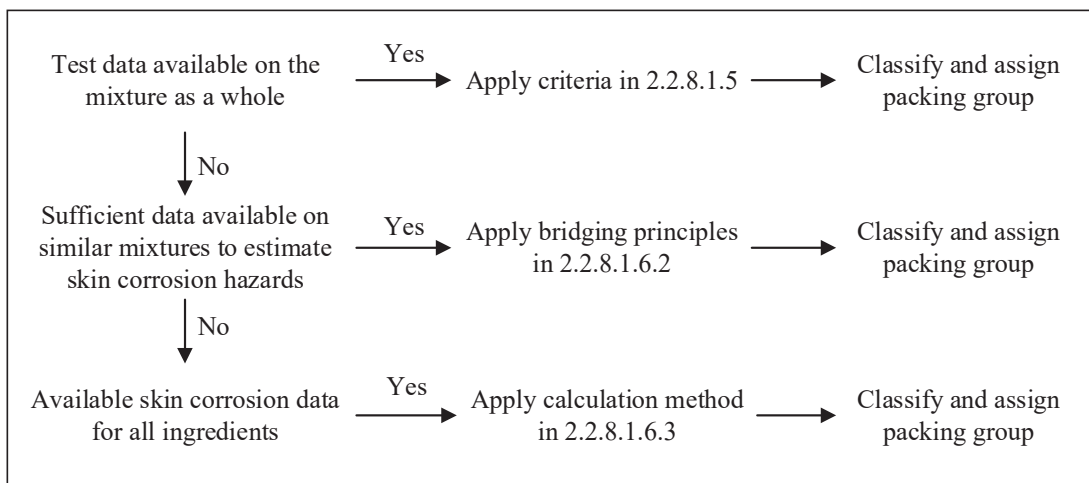 Test data available on the
mixture as a whole
Yes
Apply criteria in 2.2.8.1.5
Classify and assign
packing group
No
Sufficient data available on
similar mixtures to estimate
skin corrosion hazards
Yes
Apply bridging principles
in 2.2.8.1.6.2
Classify and assign
packing group
No
Available skin corrosion data
for all ingredients
Yes
Apply calculation method
in 2.2.8.1.6.3
Classify and assign
packing group